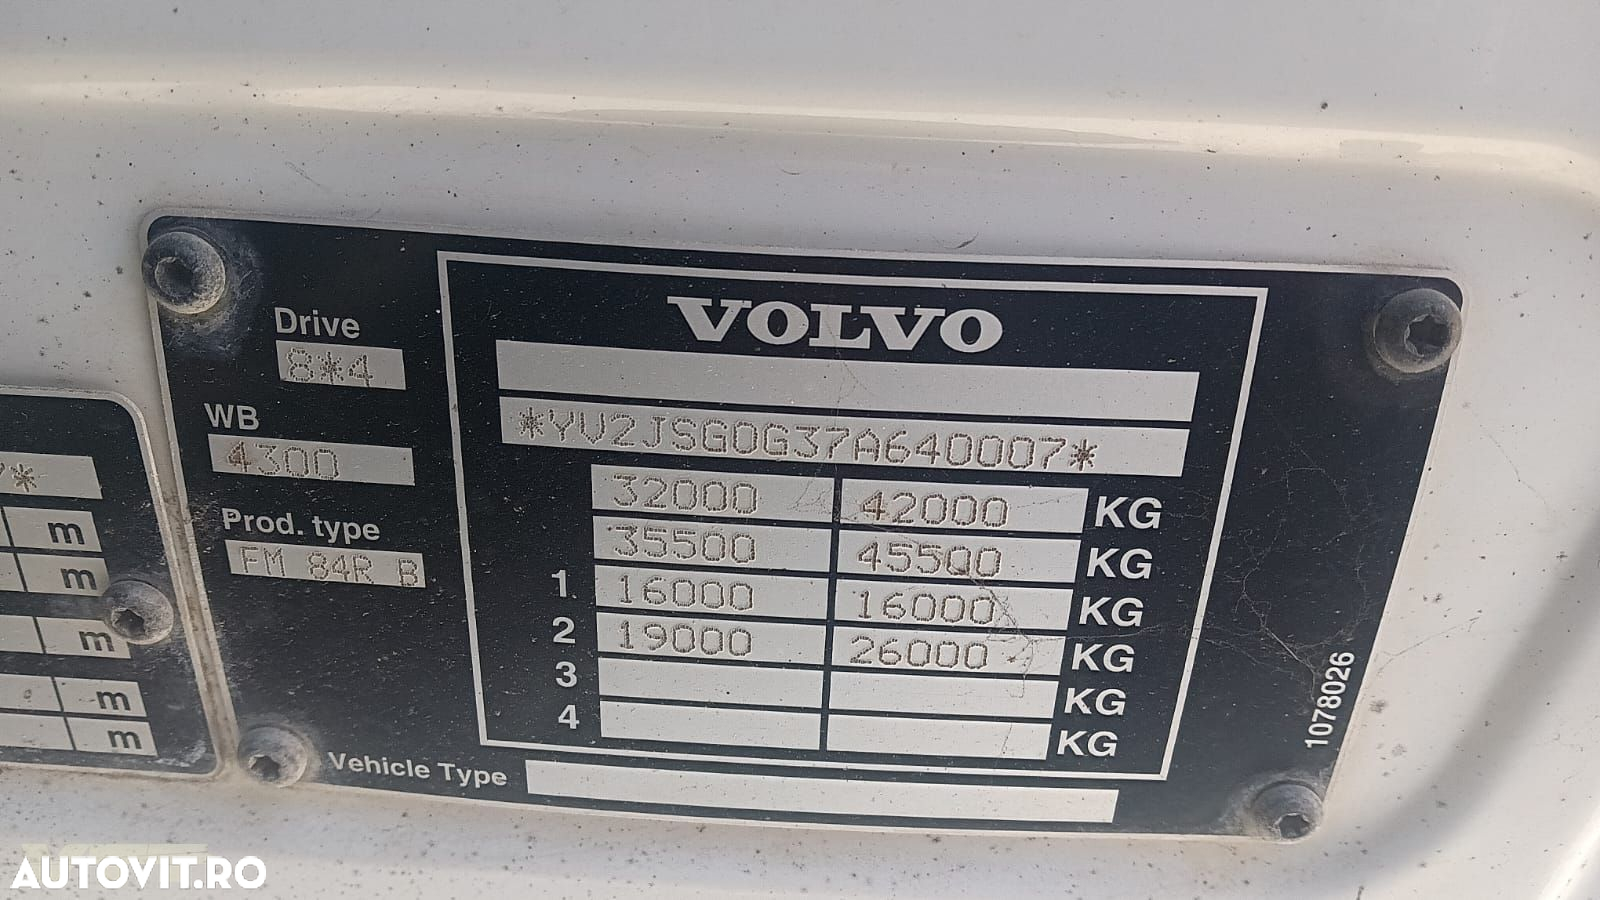 VOLVO
Drive
8*4
WB
4300
Prod. type
FM 84R B
*YV2JSG0G37A640007*
32000 42000 KG
35500 45500 KG
1 16000 16000 KG
2 19000 26000 KG
3 KG
4 KG
Vehicle Type
1078026
*
m
m
m
m
m
AUTOVIT.RO